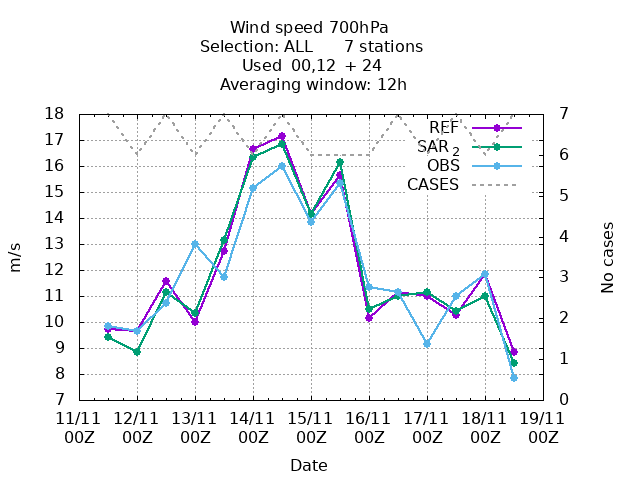 Wind speed 700hPa
Selection: ALL 7 stations
Used 00,12 + 24
Averaging window: 12h
18
17
16
15
14
13
12
11
10
9
8
7
m/s
7
6
5
4
3
2
1
0
No cases
REF
SAR 2
OBS
CASES
11/11 12/11 13/11 14/11 15/11 16/11 17/11 18/11 19/11
00Z 00Z 00Z 00Z 00Z 00Z 00Z 00Z 00Z
Date